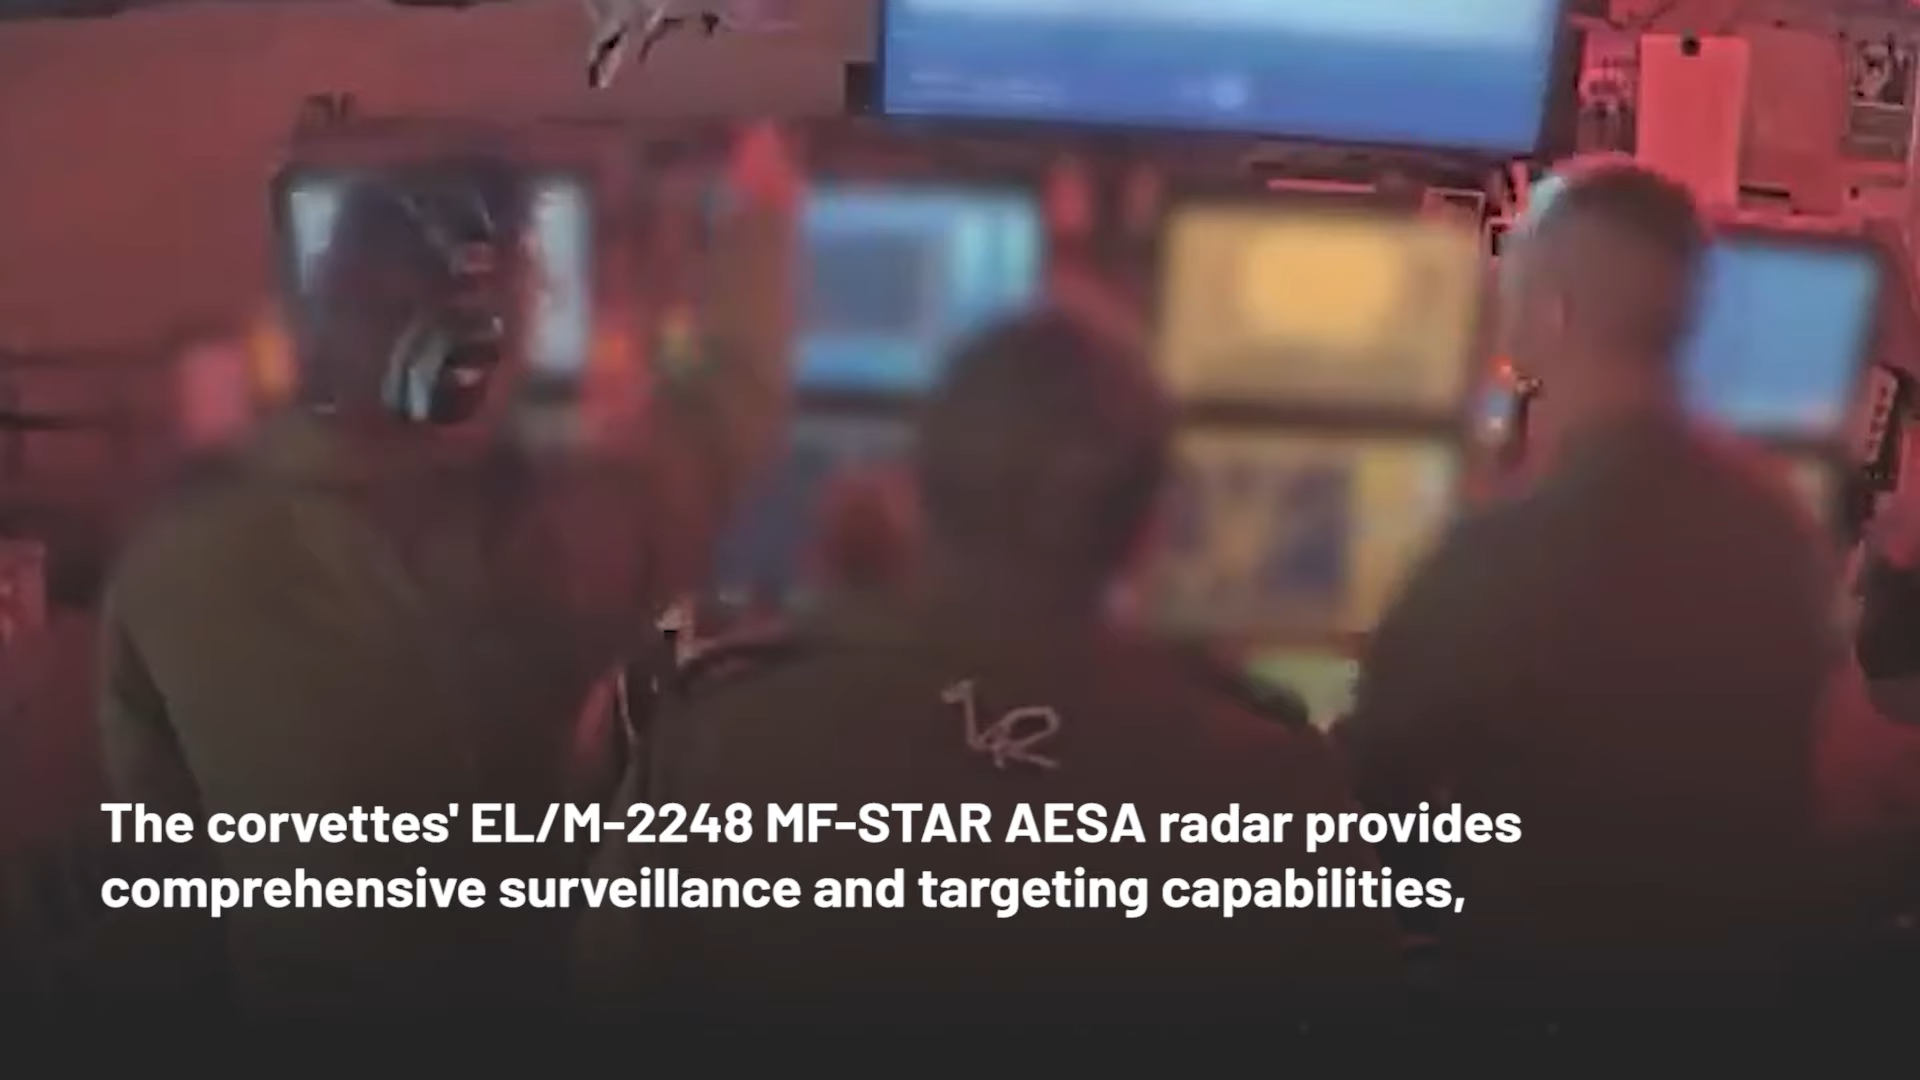 The corvettes' EL/M-2248 MF-STAR AESA radar provides
comprehensive surveillance and targeting capabilities,